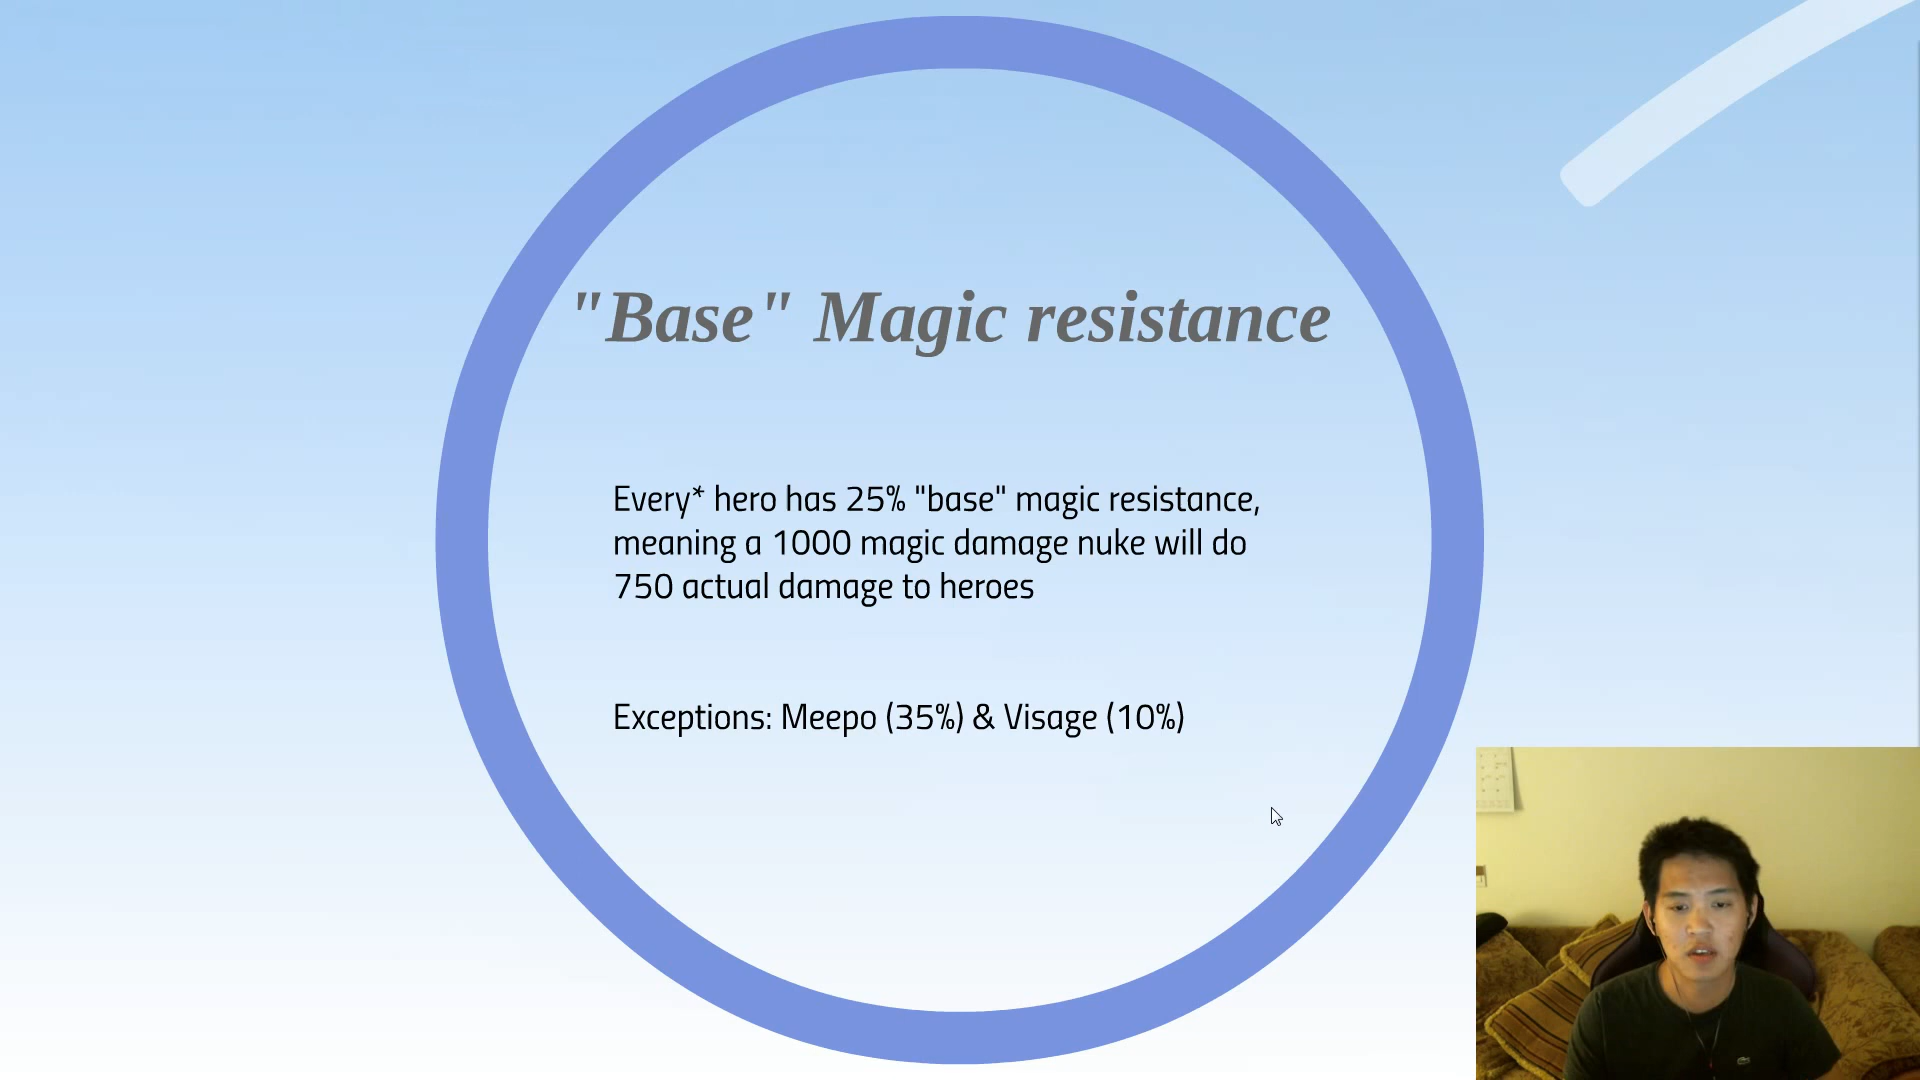 "Base" Magic resistance
Every* hero has 25% "base" magic resistance,
meaning a 1000 magic damage nuke will do
750 actual damage to heroes
Exceptions: Meepo (35%) & Visage (10%)